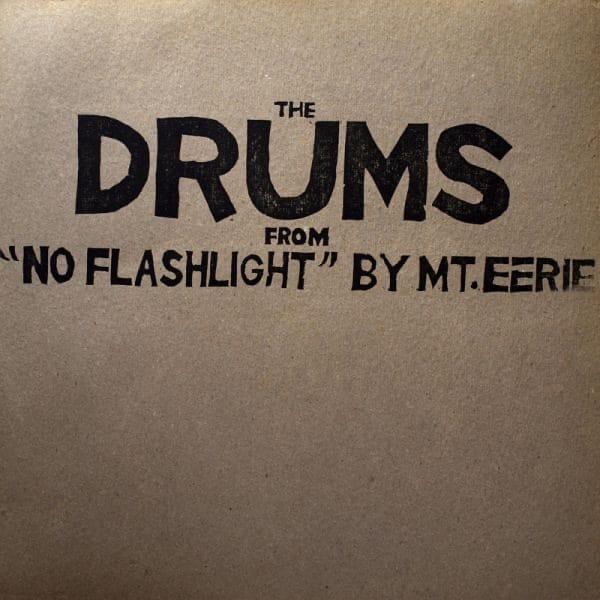 THE
DRUMS
FROM
"NO FLASHLIGHT" BY MT. EERIE